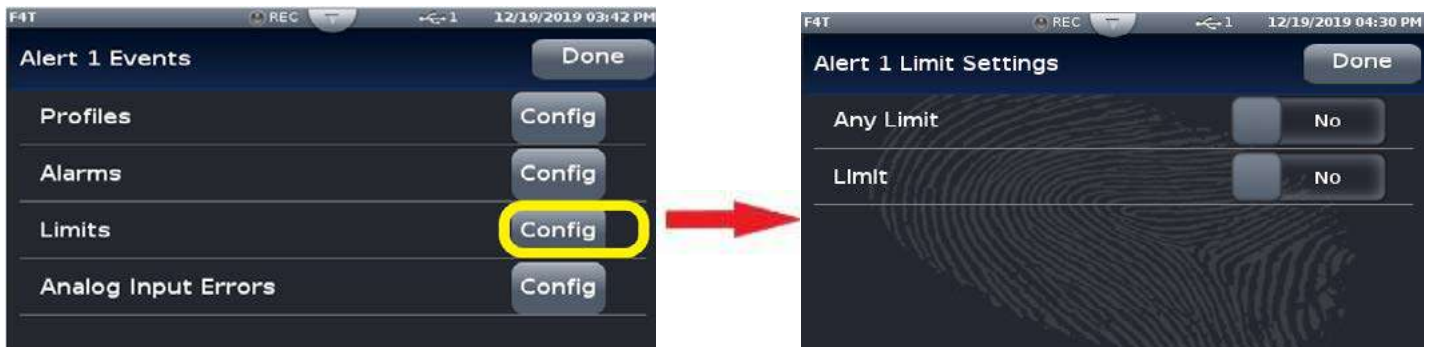 F4T REC 1 12/19/2019 03:42 PM
Alert 1 Events Done
Profiles Config
Alarms Config
Limits Config
Analog Input Errors Config
F4T REC 1 12/19/2019 04:30 PM
Alert 1 Limit Settings Done
Any Limit No
Limit No